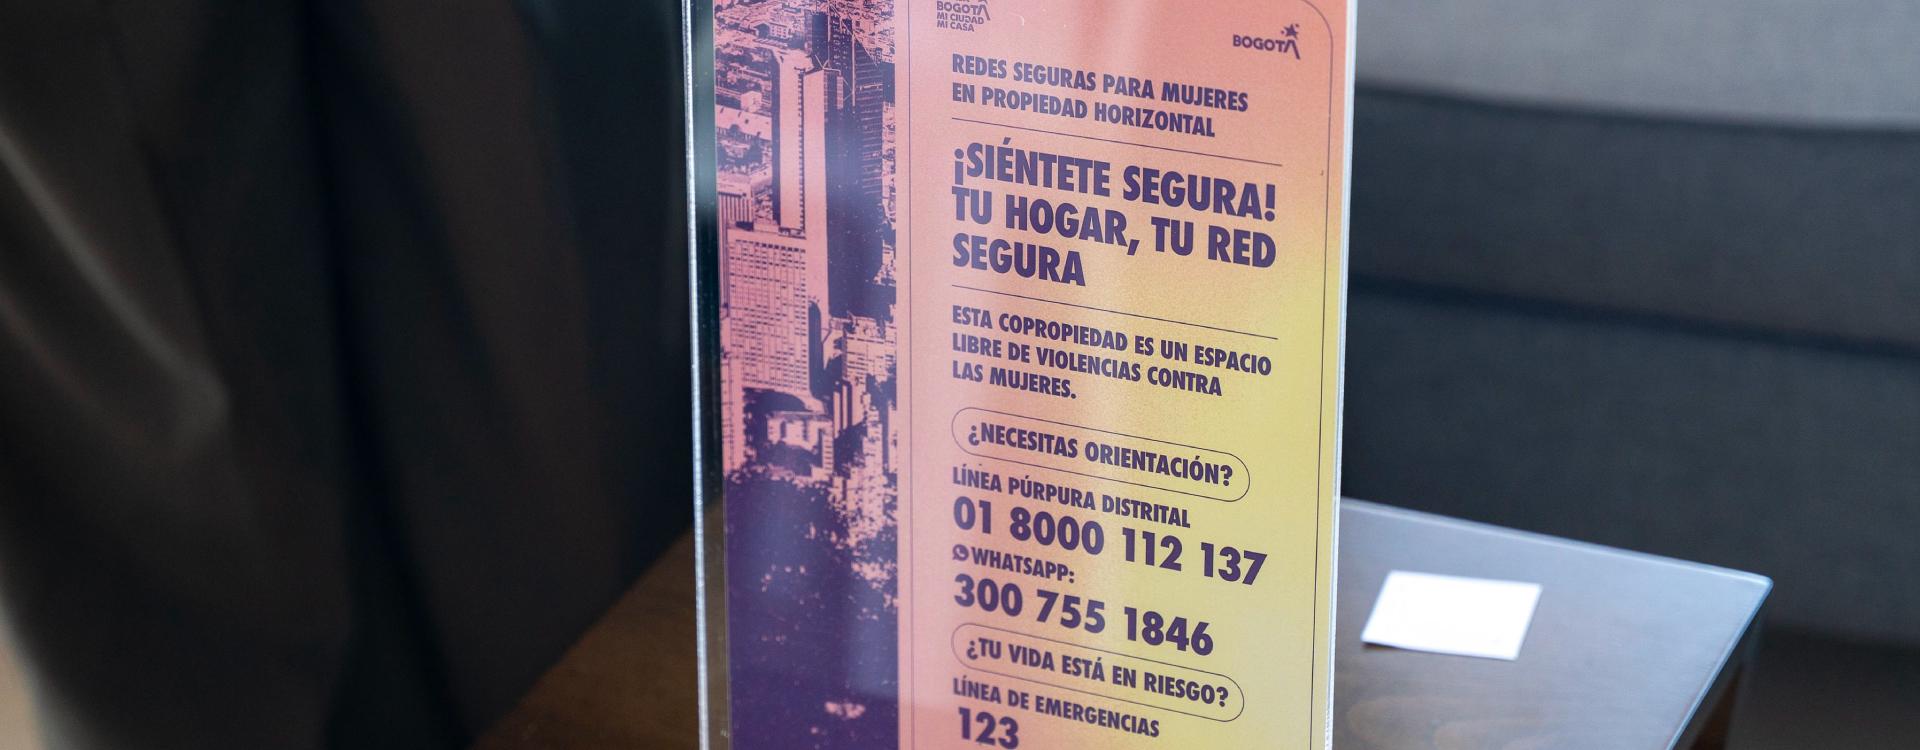 BOGOTÁ
MI CIUDAD
MI CASA
BOGOTÁ
REDES SEGURAS PARA MUJERES
EN PROPIEDAD HORIZONTAL
¡SIÉNTETE SEGURA!
TU HOGAR, TU RED
SEGURA
ESTA COPROPIEDAD ES UN ESPACIO
LIBRE DE VIOLENCIAS CONTRA
LAS MUJERES.
¿NECESITAS ORIENTACIÓN?
LÍNEA PÚRPURA DISTRITAL
01 8000 112 137
WHATSAPP:
300 755 1846
¿TU VIDA ESTÁ EN RIESGO?
LÍNEA DE EMERGENCIAS
123